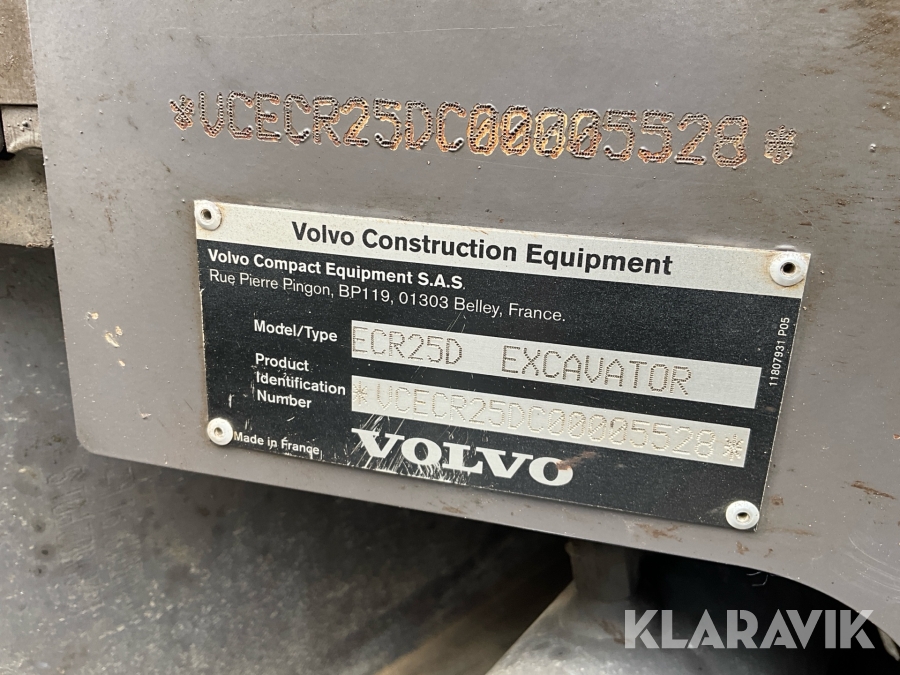 *VCECR25DC00005528*
Volvo Construction Equipment
Volvo Compact Equipment S.A.S.
Rue Pierre Pingon, BP119, 01303 Belley, France.
Model/Type ECR25D EXCAVATOR
Product
Identification
Number *VCECR25DC00005528*
Made in France VOLVO
11807931 P05
KLARAVIK